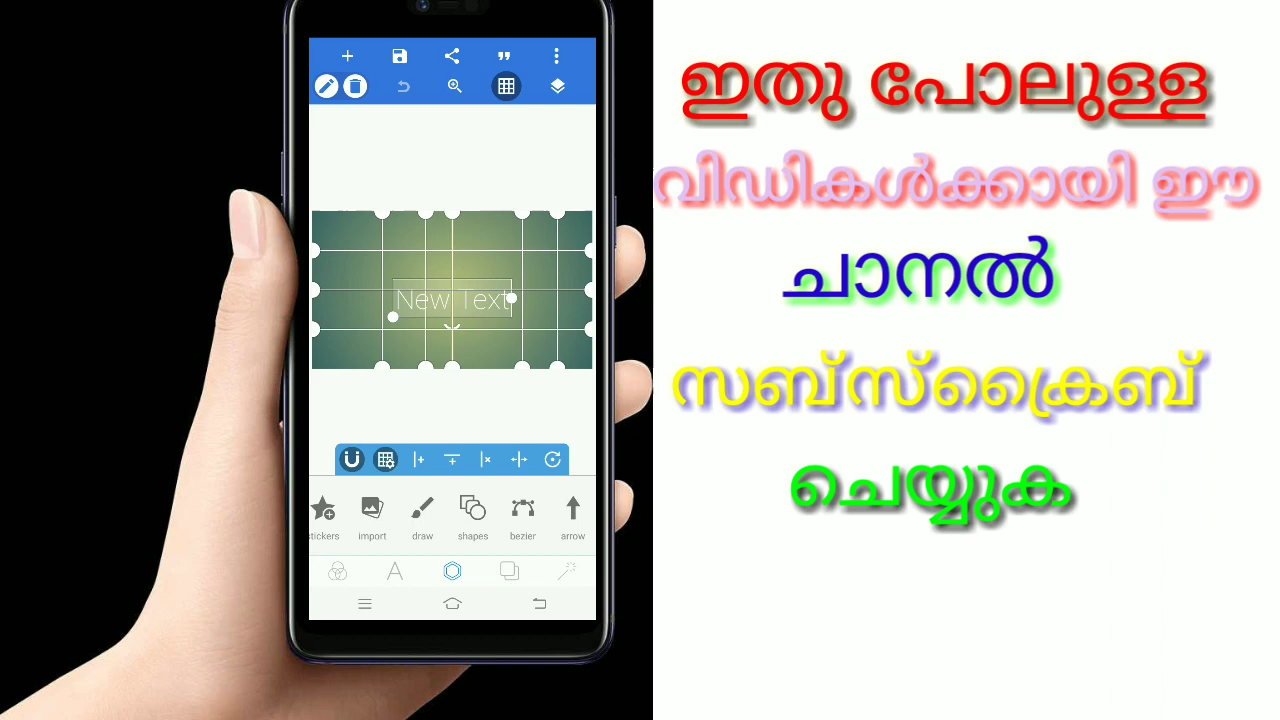 New Text
stickers import draw shapes bezier arrow
ഇതു പോലുള്ള
വിഡികൾക്കായി ഈ
ചാനൽ
സബ്സ്ക്രൈബ്
ചെയ്യുക